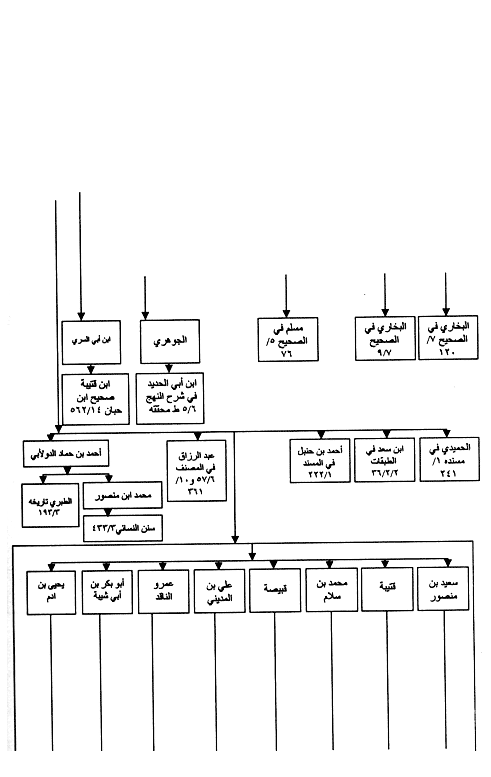 البخاري في
الصحيح ٧/
١٢٠
البخاري في
الصحيح
٩/٧
مسلم في
الصحيح ٥/
٧٦
الجوهري
ابن أبي السري
ابن أبي الحديد
في شرح النهج
٥/٦ ط محققه
ابن قتيبة
صحيح ابن
حبان ٥٦٢/١٤
الحميدي في
مسنده ١/
٢٤١
ابن سعد في
الطبقات
٣٦/٢/٢
أحمد بن حنبل
في المسند
٢٢٢/١
عبد الرزاق
في المصنف
٥٧/٦ و١٠/
٣٦١
أحمد بن حماد الدولابي
محمد ابن منصور
الطبري تاريخه
١٩٣/٣
سنن النسائي٤٣٣/٣
سعيد بن
منصور
قتيبة
محمد بن
سلام
قبيصة
علي بن
المديني
عمرو
الناقد
أبو بكر بن
أبي شيبة
يحيى بن
ادم